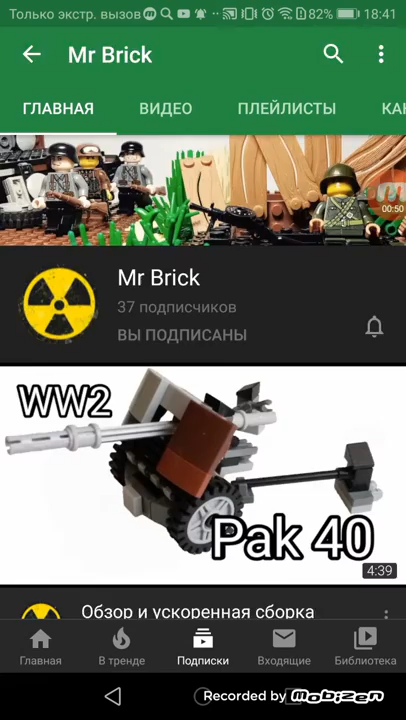 Только экстр. вызов 82% 18:41
Mr Brick
ГЛАВНАЯ ВИДЕО ПЛЕЙЛИСТЫ КА
00:50
Mr Brick
37 подписчиков
ВЫ ПОДПИСАНЫ
WW2
Pak 40
4:39
Обзор и ускоренная сборка
Главная В тренде Подписки Входящие Библиотека
Recorded by Mobizen